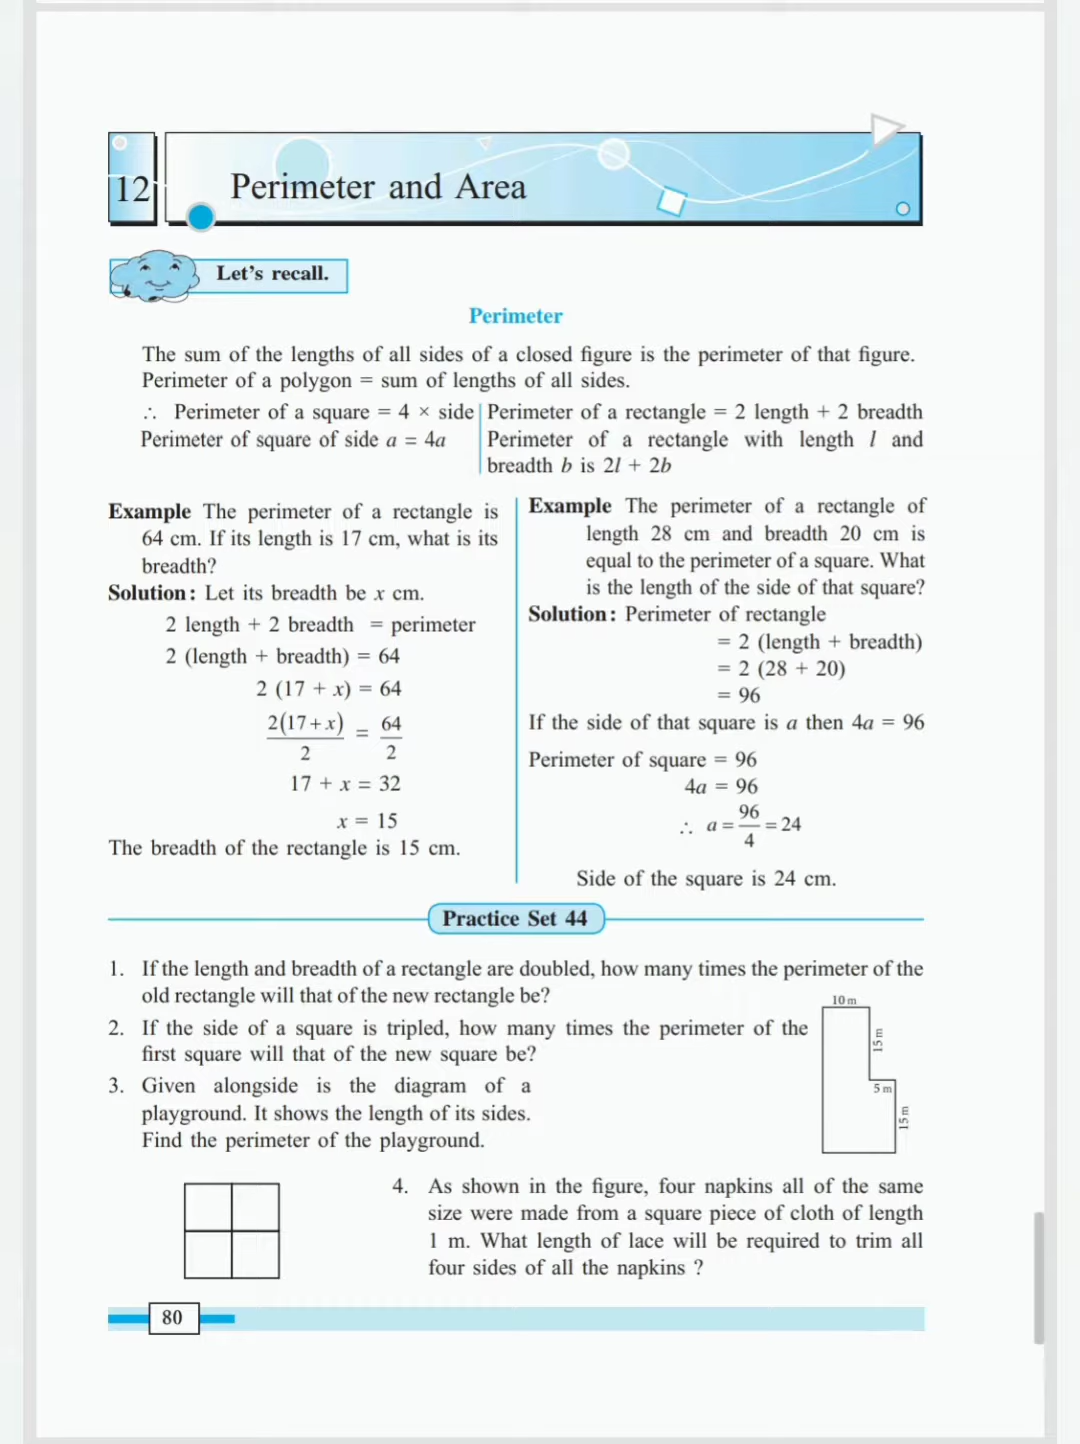 12
Perimeter and Area
Let's recall.
Perimeter
The sum of the lengths of all sides of a closed figure is the perimeter of that figure.
Perimeter of a polygon = sum of lengths of all sides.
∴ Perimeter of a square = 4 × side
Perimeter of square of side a = 4a
Perimeter of a rectangle = 2 length + 2 breadth
Perimeter of a rectangle with length l and
breadth b is 2l + 2b
Example The perimeter of a rectangle is
64 cm. If its length is 17 cm, what is its
breadth?
Solution : Let its breadth be x cm.
2 length + 2 breadth = perimeter
2 (length + breadth) = 64
2 (17 + x) = 64
2(17+x)/2 = 64/2
17 + x = 32
x = 15
The breadth of the rectangle is 15 cm.
Example The perimeter of a rectangle of
length 28 cm and breadth 20 cm is
equal to the perimeter of a square. What
is the length of the side of that square?
Solution : Perimeter of rectangle
= 2 (length + breadth)
= 2 (28 + 20)
= 96
If the side of that square is a then 4a = 96
Perimeter of square = 96
4a = 96
∴ a = 96/4 = 24
Side of the square is 24 cm.
Practice Set 44
1. If the length and breadth of a rectangle are doubled, how many times the perimeter of the
old rectangle will that of the new rectangle be?
2. If the side of a square is tripled, how many times the perimeter of the
first square will that of the new square be?
3. Given alongside is the diagram of a
playground. It shows the length of its sides.
Find the perimeter of the playground.
10 m
15 m
5 m
15 m
4. As shown in the figure, four napkins all of the same
size were made from a square piece of cloth of length
1 m. What length of lace will be required to trim all
four sides of all the napkins ?
80